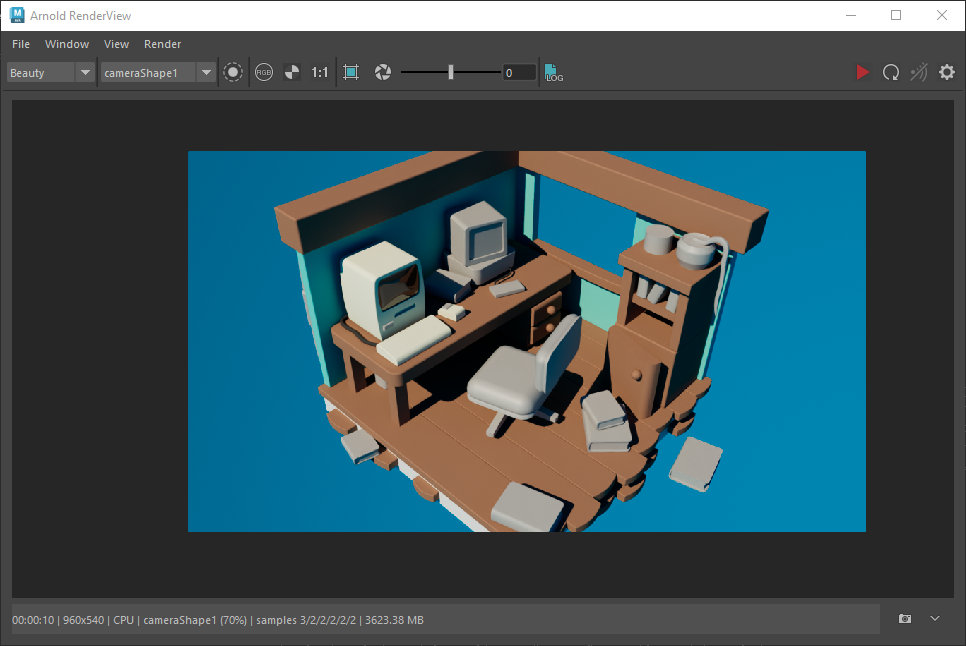 Arnold RenderView
File Window View Render
Beauty cameraShape1 RGB 1:1 0 LOG
00:00:10 | 960x540 | CPU | cameraShape1 (70%) | samples 3/2/2/2/2/2 | 3623.38 MB